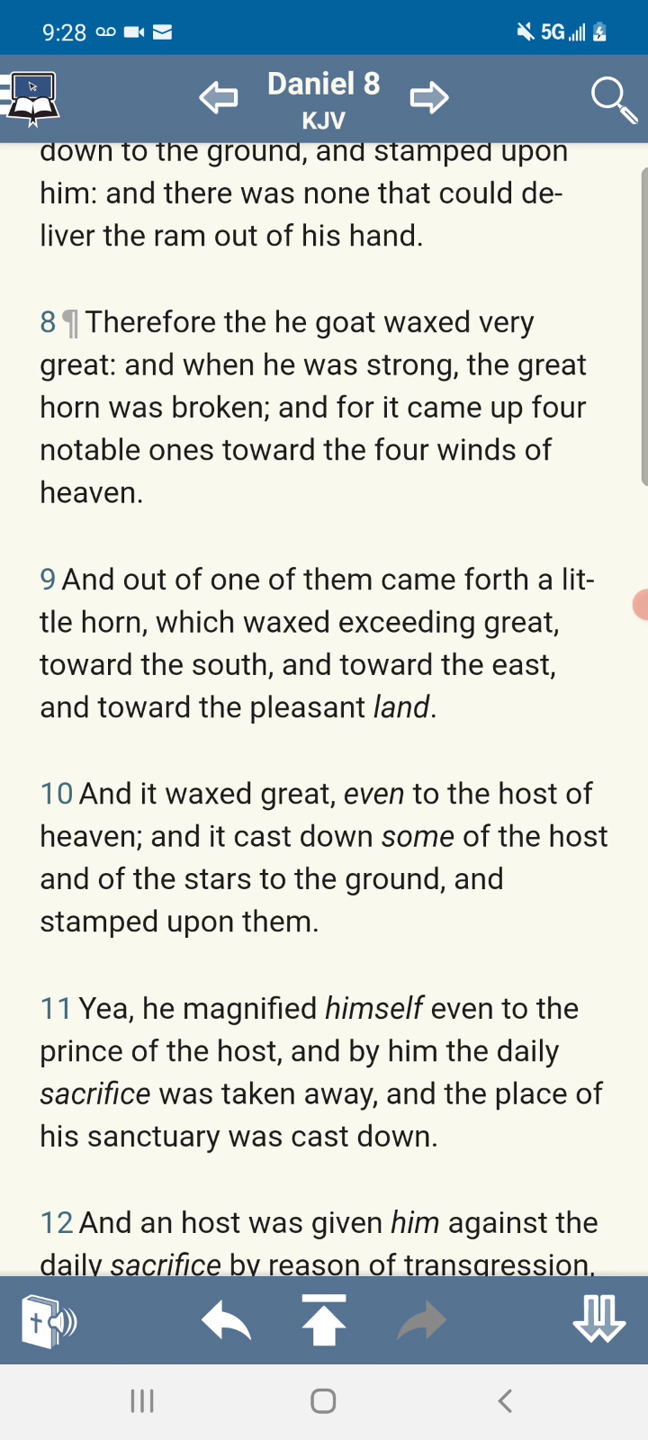 9:28
5G
Daniel 8
KJV
down to the ground, and stamped upon
him: and there was none that could de-
liver the ram out of his hand.
8 ¶ Therefore the he goat waxed very
great: and when he was strong, the great
horn was broken; and for it came up four
notable ones toward the four winds of
heaven.
9 And out of one of them came forth a lit-
tle horn, which waxed exceeding great,
toward the south, and toward the east,
and toward the pleasant land.
10 And it waxed great, even to the host of
heaven; and it cast down some of the host
and of the stars to the ground, and
stamped upon them.
11 Yea, he magnified himself even to the
prince of the host, and by him the daily
sacrifice was taken away, and the place of
his sanctuary was cast down.
12 And an host was given him against the
daily sacrifice by reason of transgression,